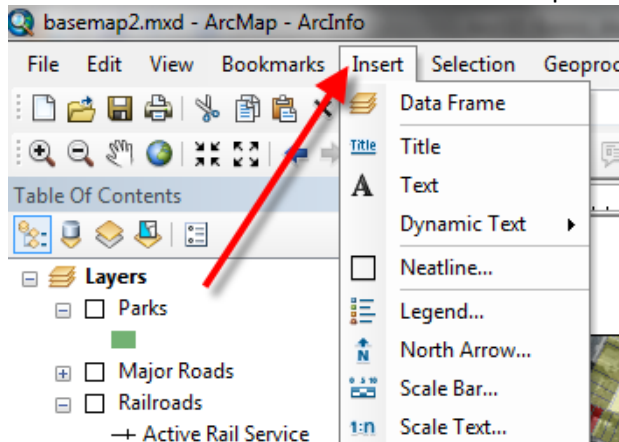 basemap2.mxd - ArcMap - ArcInfo
File Edit View Bookmarks Insert Selection Geoproc
Data Frame
Title Title
A Text
Table Of Contents
Dynamic Text
Neatline...
Layers
Parks
Legend...
N North Arrow...
Major Roads
Scale Bar...
Railroads
1:n Scale Text...
Active Rail Service